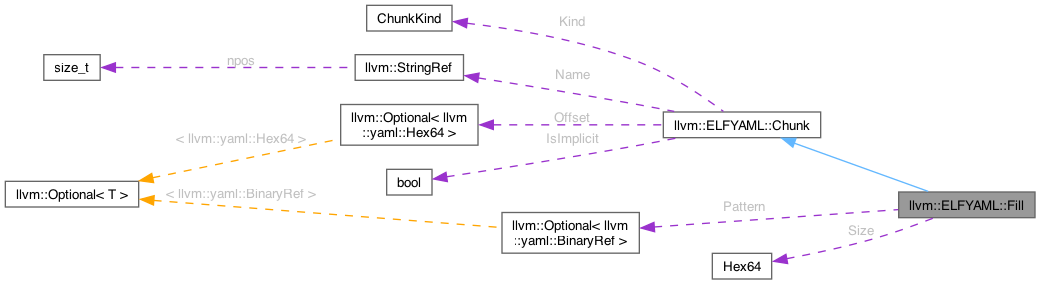 ChunkKind
Kind
size_t
npos
llvm::StringRef
Name
llvm::Optional< llvm
::yaml::Hex64 >
Offset
llvm::ELFYAML::Chunk
< llvm::yaml::Hex64 >
IsImplicit
bool
llvm::Optional< T >
< llvm::yaml::BinaryRef >
llvm::Optional< llvm
::yaml::BinaryRef >
Pattern
llvm::ELFYAML::Fill
Size
Hex64